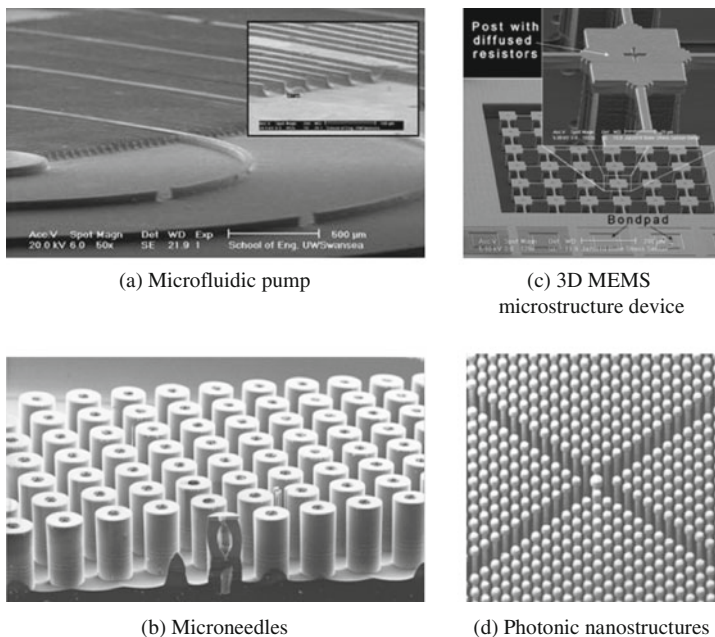 Acc.V Spot Magn Det WD Exp
20.0 kV 6.0 50x SE 21.9 1
500 µm
School of Eng, UWSwansea
(a) Microfluidic pump
Post with
diffused
resistors
Bondpad
(c) 3D MEMS
microstructure device
(b) Microneedles
(d) Photonic nanostructures